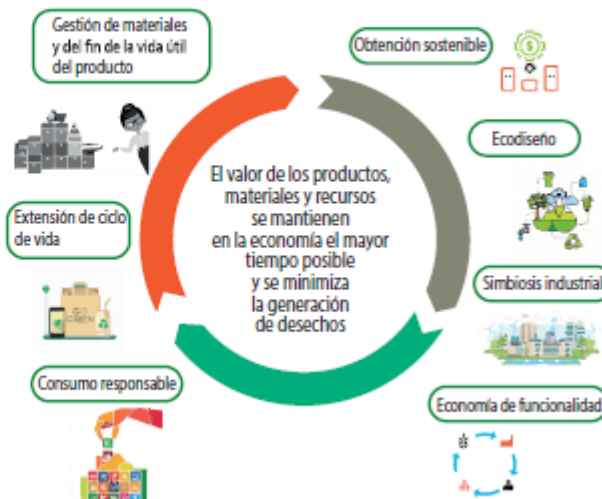 Gestión de materiales
y del fin de la vida útil
del producto
Obtención sostenible
Ecodiseño
El valor de los productos,
materiales y recursos
se mantienen
en la economía el mayor
tiempo posible
y se minimiza
la generación
de desechos
Extensión de ciclo
de vida
Simbiosis industrial
Consumo responsable
Economía de funcionalidad